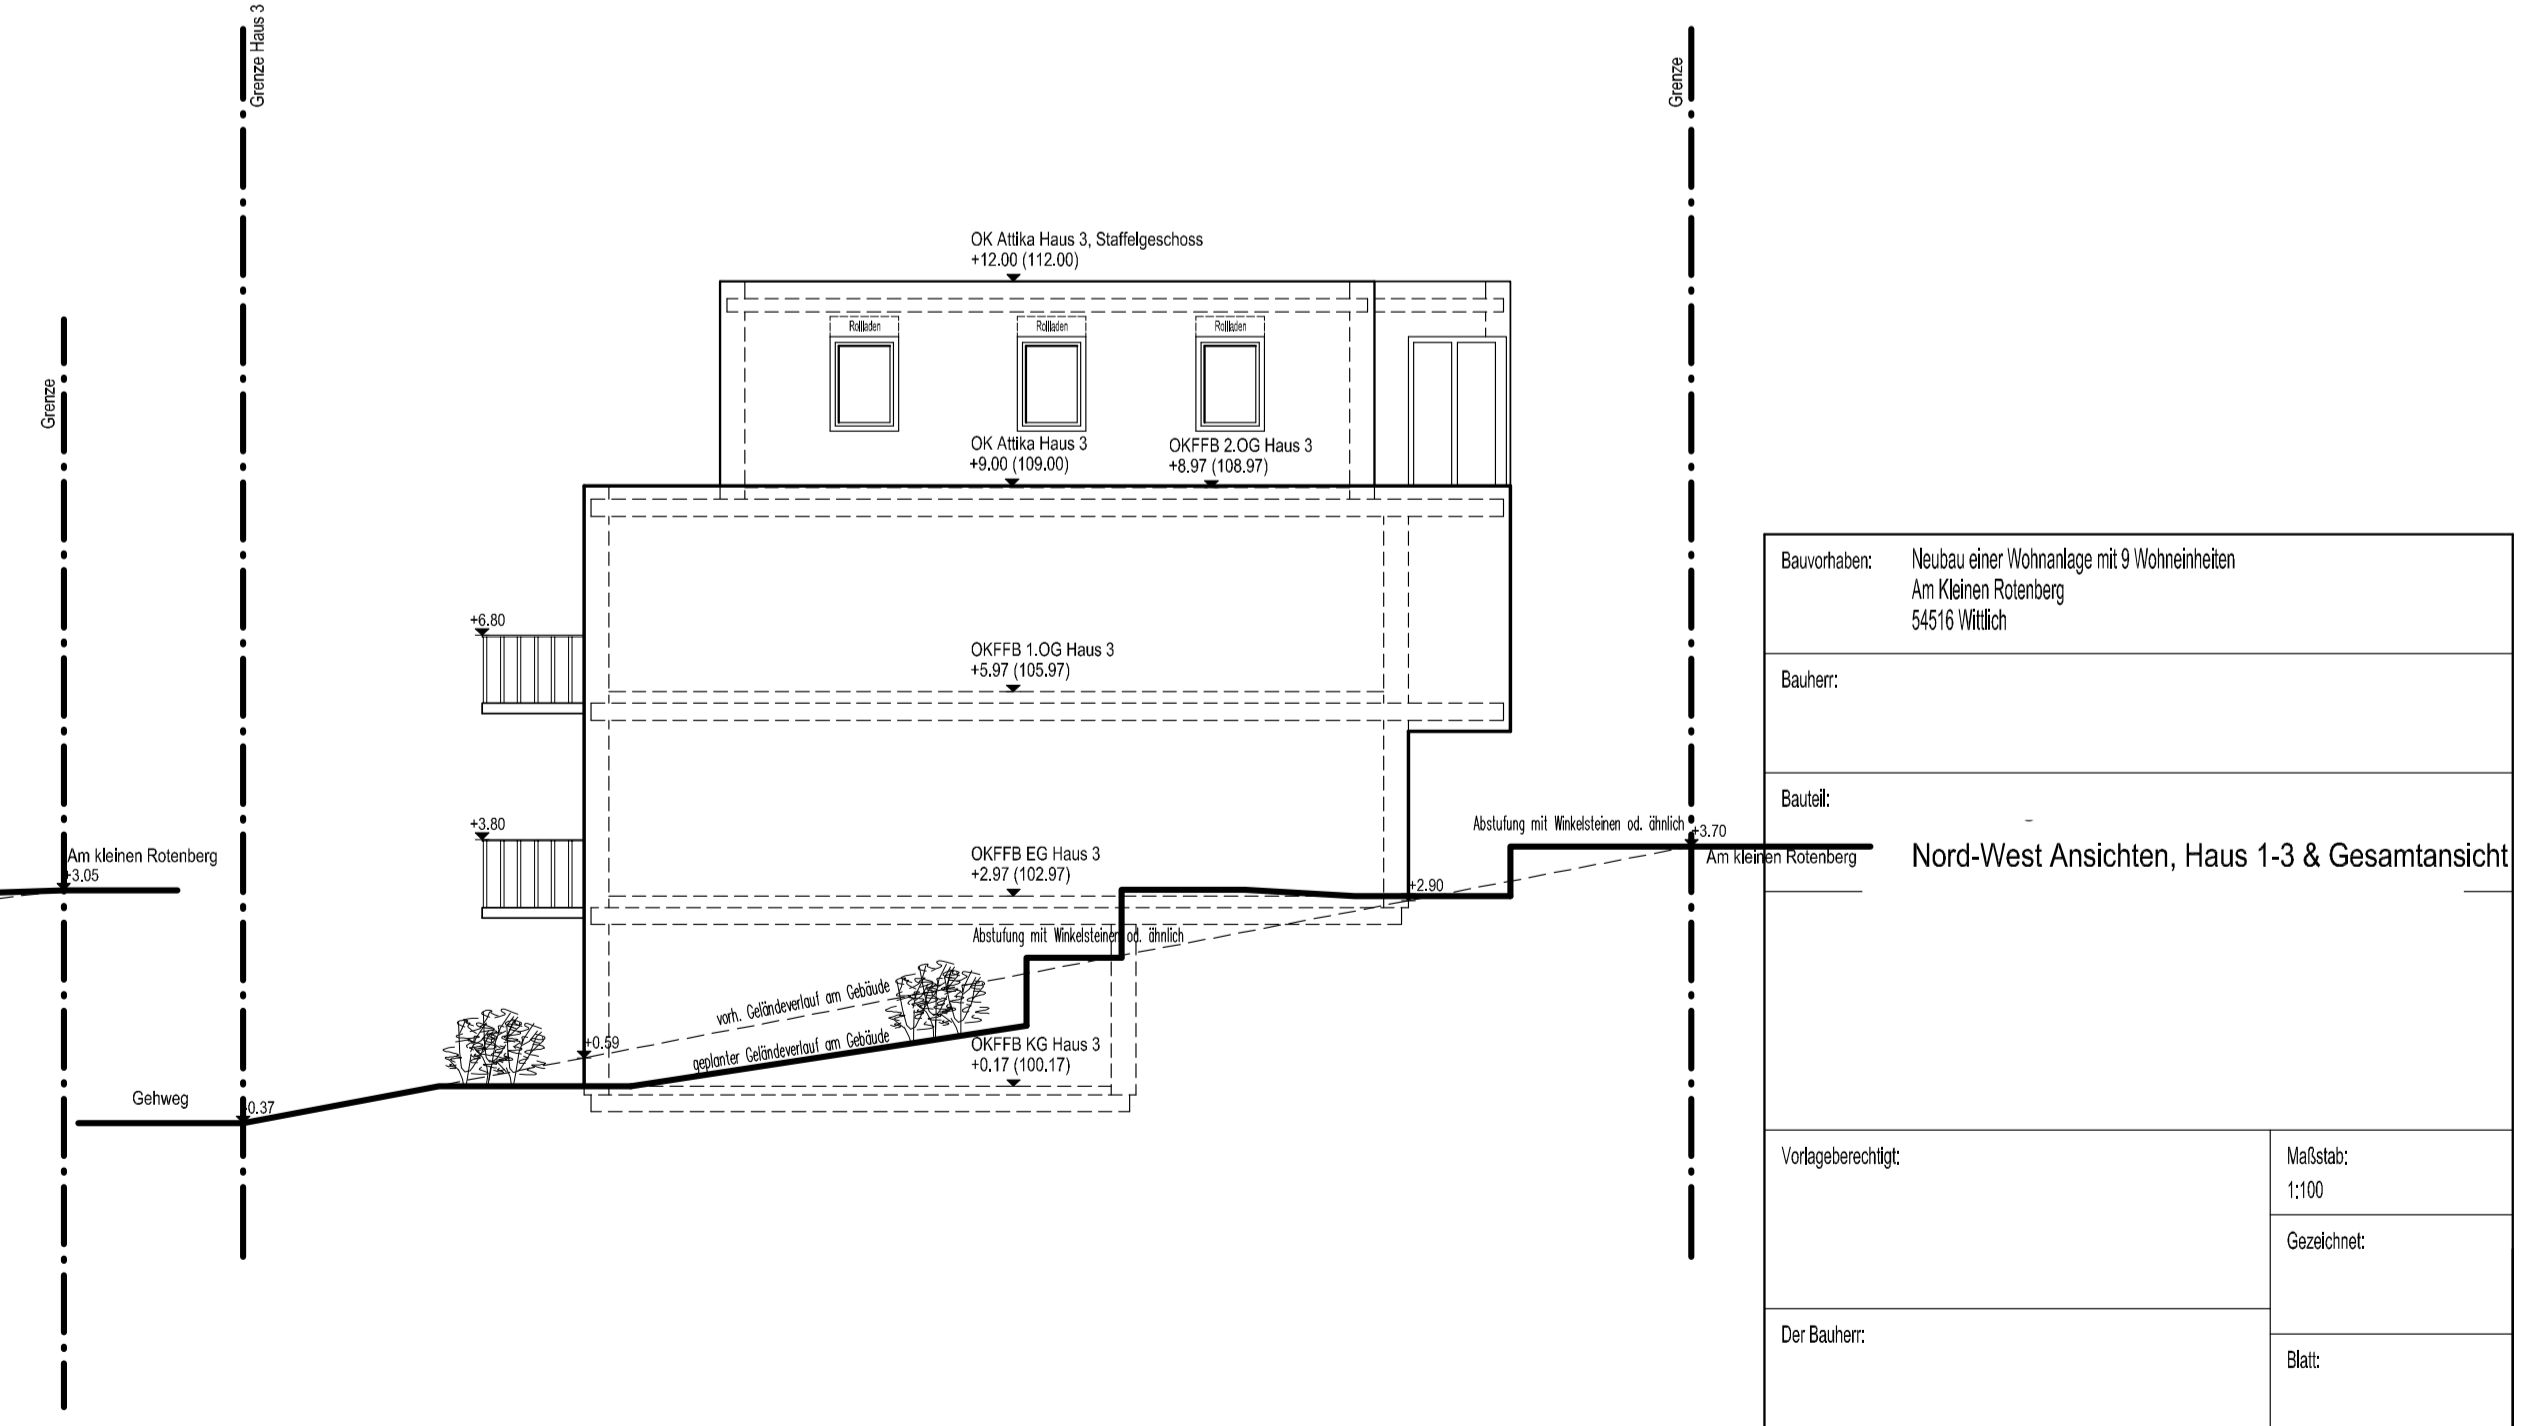 Grenze Haus 3
Grenze
Grenze
OK Attika Haus 3, Staffelgeschoss
+12.00 (112.00)
Rollladen
Rollladen
Rollladen
OK Attika Haus 3
+9.00 (109.00)
OKFFB 2.OG Haus 3
+8.97 (108.97)
+6.80
OKFFB 1.OG Haus 3
+5.97 (105.97)
+3.80
Abstufung mit Winkelsteinen od. ähnlich
+3.70
Am kleinen Rotenberg
Am kleinen Rotenberg
+3.05
OKFFB EG Haus 3
+2.97 (102.97)
+2.90
Abstufung mit Winkelsteinen od. ähnlich
vorh. Geländeverlauf am Gebäude
geplanter Geländeverlauf am Gebäude
+0.59
OKFFB KG Haus 3
+0.17 (100.17)
Gehweg
0.37
Bauvorhaben:
Neubau einer Wohnanlage mit 9 Wohneinheiten
Am Kleinen Rotenberg
54516 Wittlich
Bauherr:
Bauteil:
Nord-West Ansichten, Haus 1-3 & Gesamtansicht
Vorlageberechtigt:
Maßstab:
1:100
Gezeichnet:
Der Bauherr:
Blatt: